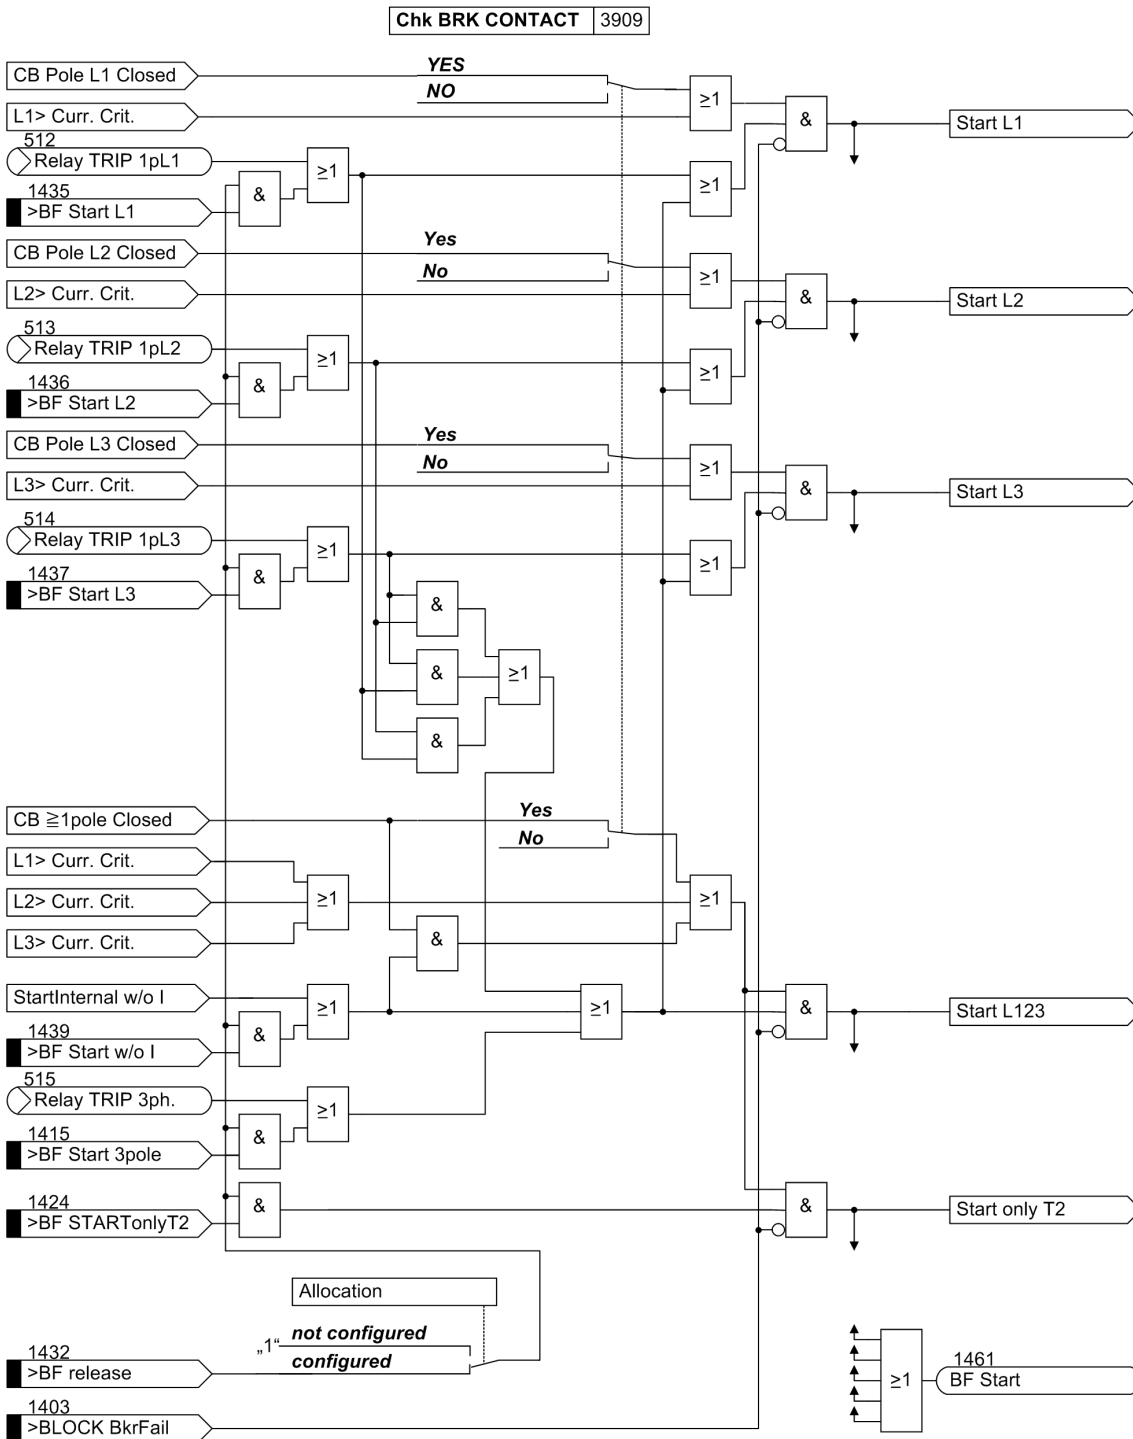 Chk BRK CONTACT 3909
CB Pole L1 Closed
YES
NO
≥1
L1> Curr. Crit.
&
Start L1
512
Relay TRIP 1pL1
≥1
≥1
1435
>BF Start L1
&
CB Pole L2 Closed
Yes
No
≥1
L2> Curr. Crit.
&
Start L2
513
Relay TRIP 1pL2
≥1
≥1
1436
>BF Start L2
&
CB Pole L3 Closed
Yes
No
≥1
L3> Curr. Crit.
&
Start L3
514
Relay TRIP 1pL3
≥1
≥1
1437
>BF Start L3
&
&
&
≥1
&
CB ≧1pole Closed
Yes
No
L1> Curr. Crit.
L2> Curr. Crit.
≥1
≥1
L3> Curr. Crit.
&
StartInternal w/o I
≥1
≥1
&
Start L123
1439
>BF Start w/o I
&
515
Relay TRIP 3ph.
≥1
1415
>BF Start 3pole
&
1424
>BF STARTonlyT2
&
&
Start only T2
Allocation
„1“ not configured
configured
1432
>BF release
≥1
1461
BF Start
1403
>BLOCK BkrFail